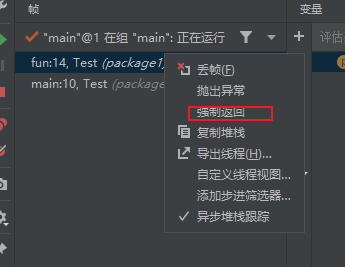 帧
变量
"main"@1 在组 "main": 正在运行
评估
fun:14, Test (package1
main:10, Test (package
丢帧(F)
抛出异常
强制返回
复制堆栈
导出线程(H)...
自定义线程视图...
添加步进筛选器...
异步堆栈跟踪